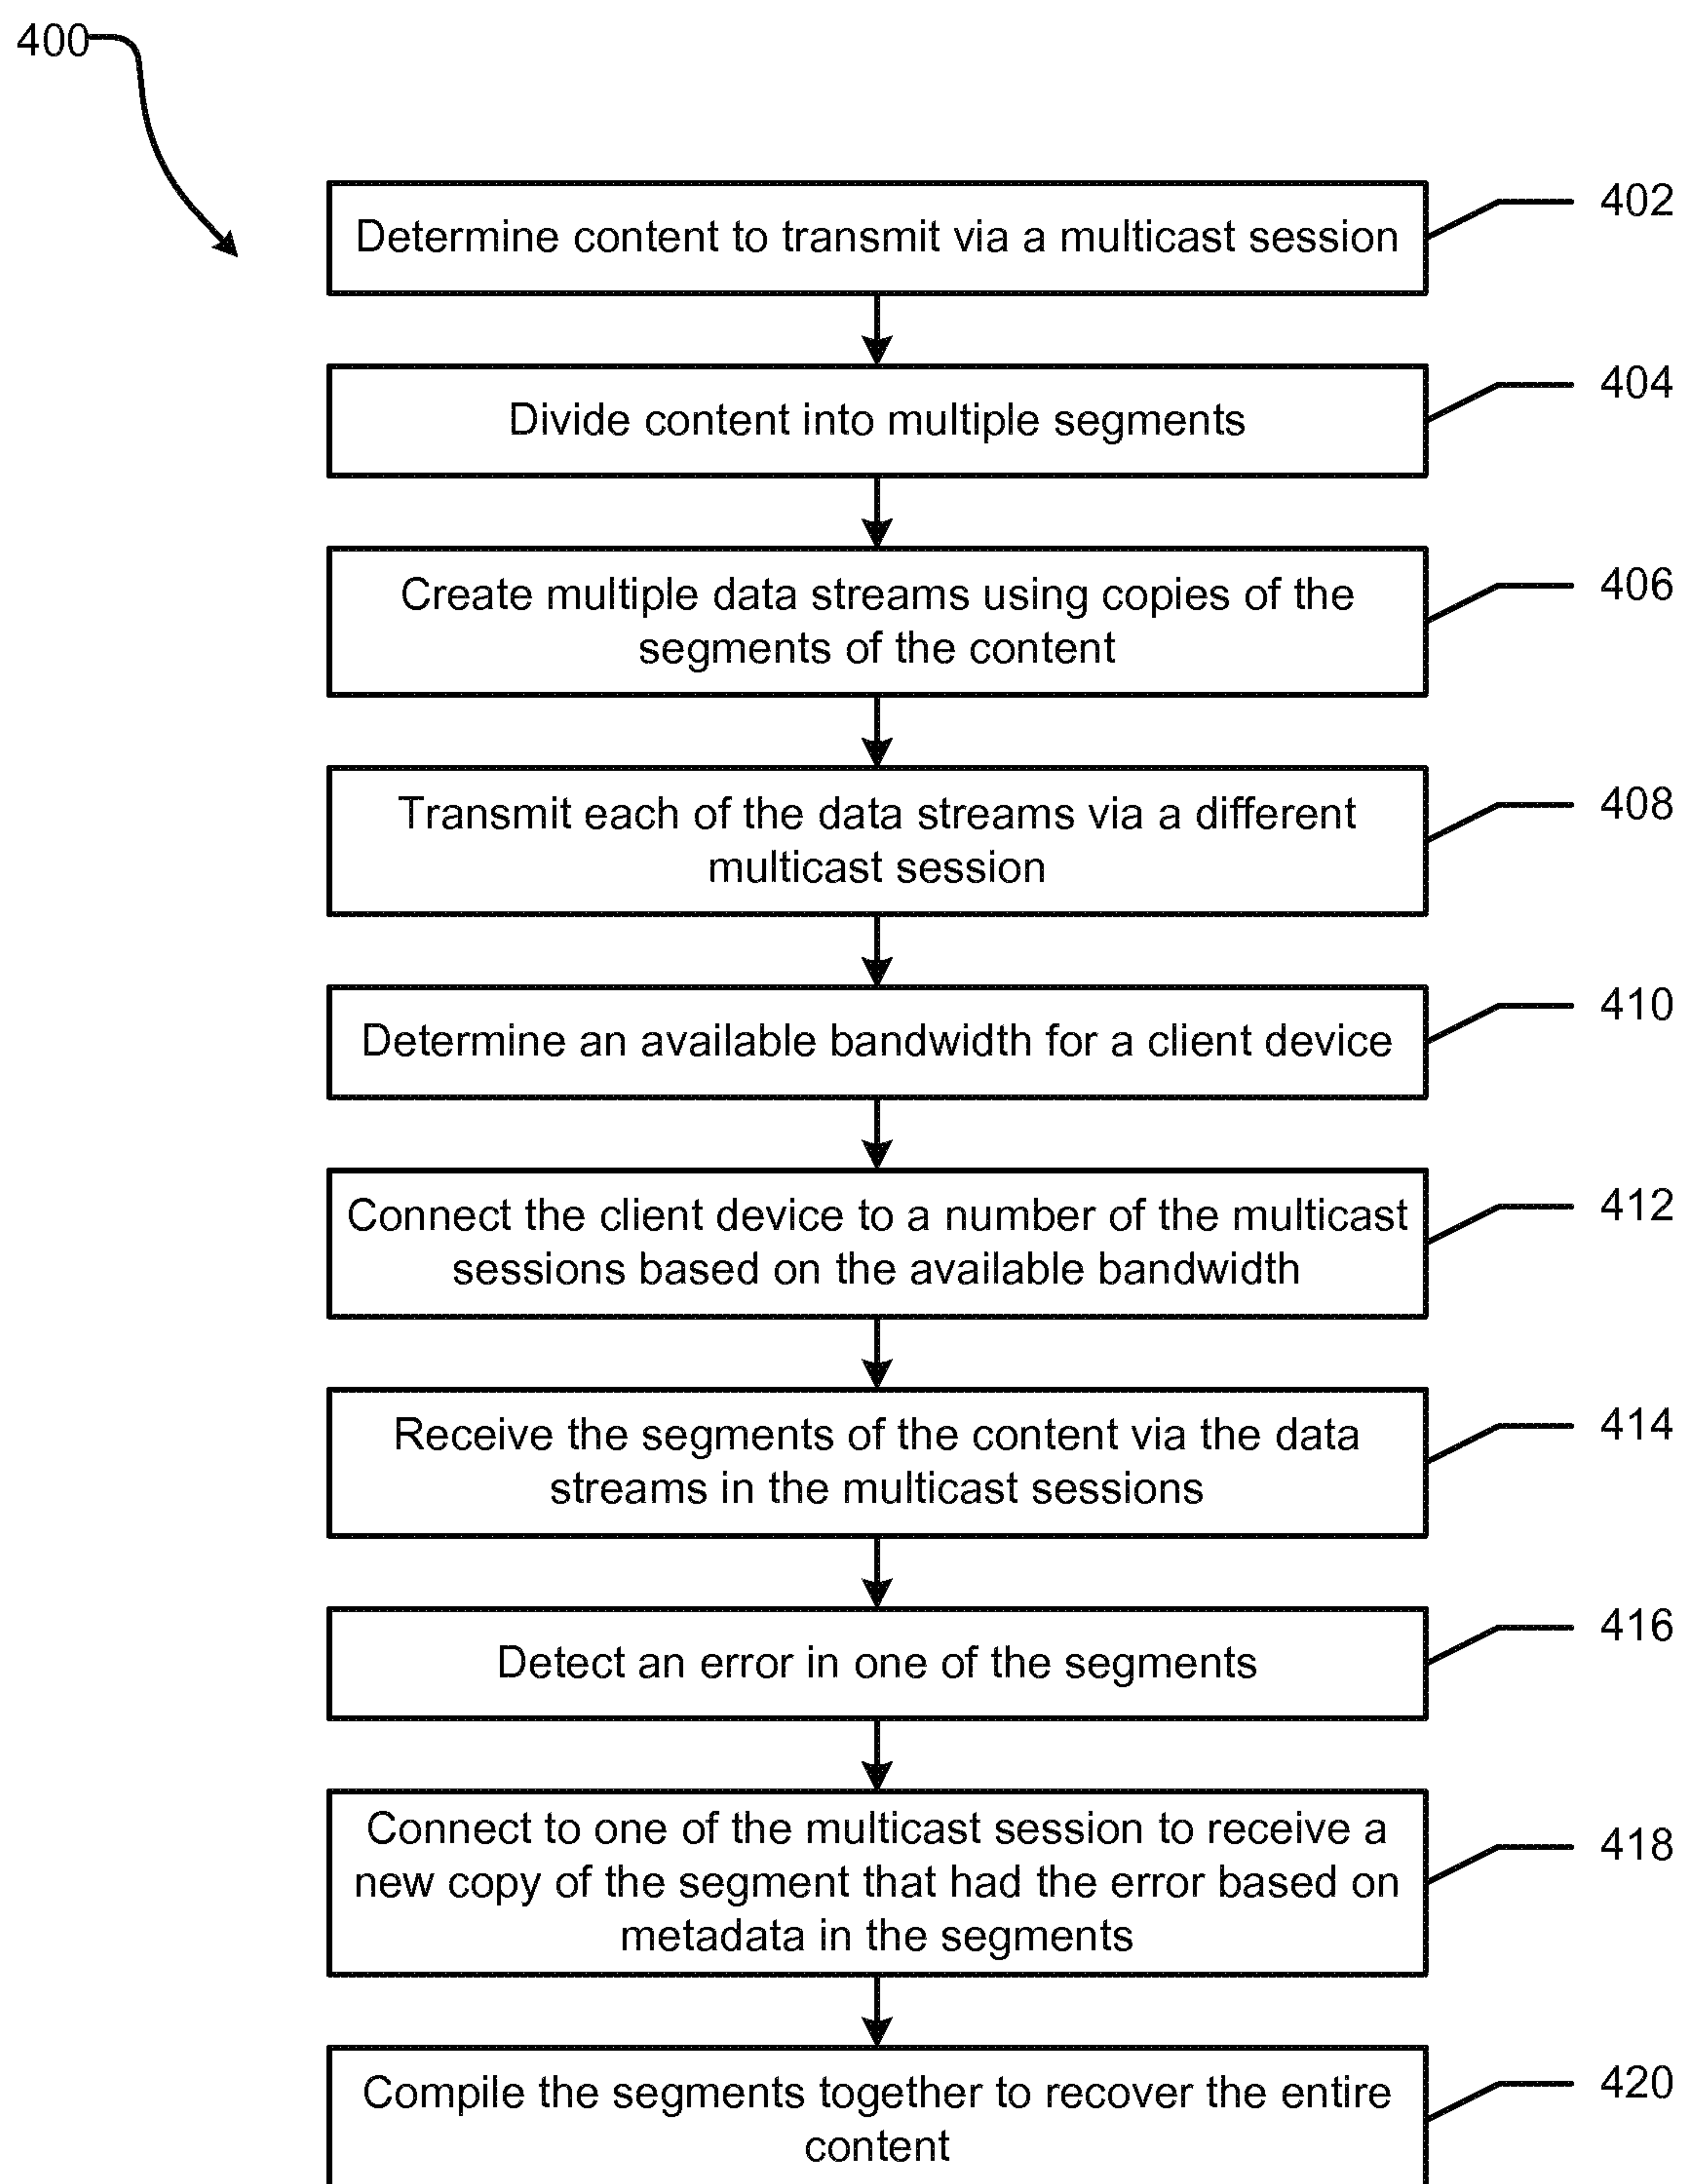 400
Determine content to transmit via a multicast session
402
Divide content into multiple segments
404
Create multiple data streams using copies of the
segments of the content
406
Transmit each of the data streams via a different
multicast session
408
Determine an available bandwidth for a client device
410
Connect the client device to a number of the multicast
sessions based on the available bandwidth
412
Receive the segments of the content via the data
streams in the multicast sessions
414
Detect an error in one of the segments
416
Connect to one of the multicast session to receive a
new copy of the segment that had the error based on
metadata in the segments
418
Compile the segments together to recover the entire
content
420